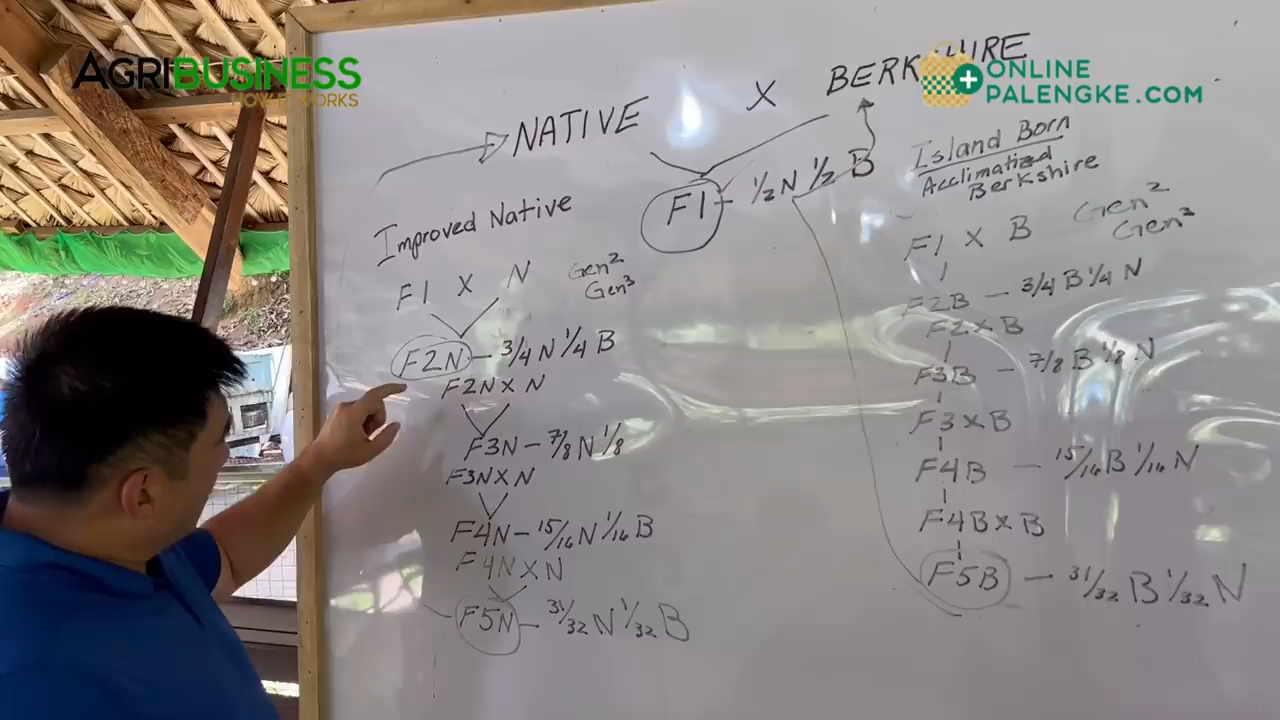 AGRIBUSINESS
HOW IT WORKS
ONLINE
PALENGKE.COM
NATIVE X BERKSHIRE
F1 - 1/2 N 1/2 B
Improved Native
F1 X N Gen2
Gen3
F2N - 3/4 N 1/4 B
F2N X N
F3N - 7/8 N 1/8
F3N X N
F4N - 15/16 N 1/16 B
F4N X N
F5N - 31/32 N 1/32 B
Island Born
Acclimatized
Berkshire
F1 X B Gen2
Gen3
F2B - 3/4 B 1/4 N
F2 X B
F3B - 7/8 B 1/8 N
F3 X B
F4B - 15/16 B 1/16 N
F4B X B
F5B - 31/32 B 1/32 N